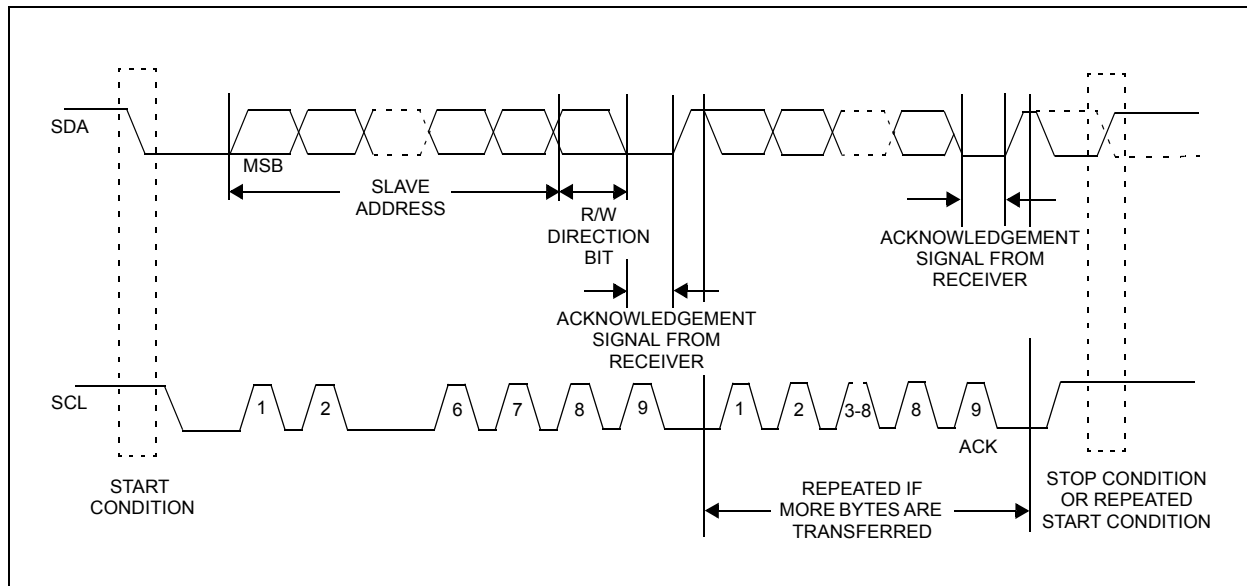 SDA
MSB
SLAVE
ADDRESS
R/W
DIRECTION
BIT
ACKNOWLEDGEMENT
SIGNAL FROM
RECEIVER
ACKNOWLEDGEMENT
SIGNAL FROM
RECEIVER
SCL
1 2 6 7 8 9 1 2 3-8 8 9
ACK
START
CONDITION
REPEATED IF
MORE BYTES ARE
TRANSFERRED
STOP CONDITION
OR REPEATED
START CONDITION